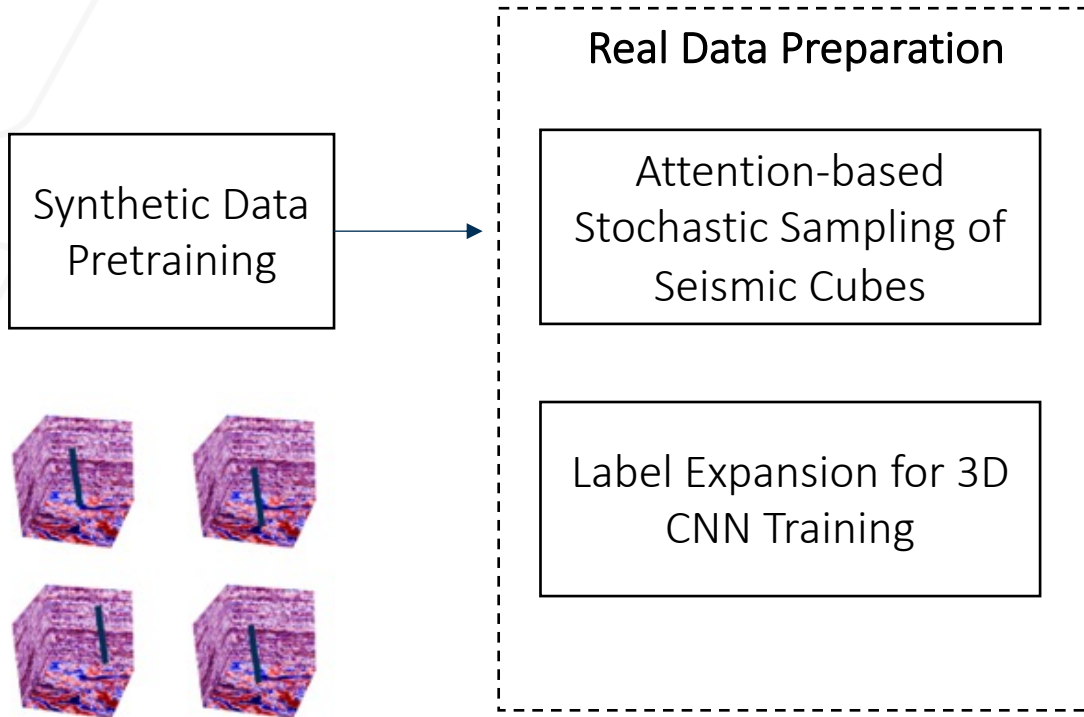 Real Data Preparation
Synthetic Data
Pretraining
Attention-based
Stochastic Sampling of
Seismic Cubes
Label Expansion for 3D
CNN Training